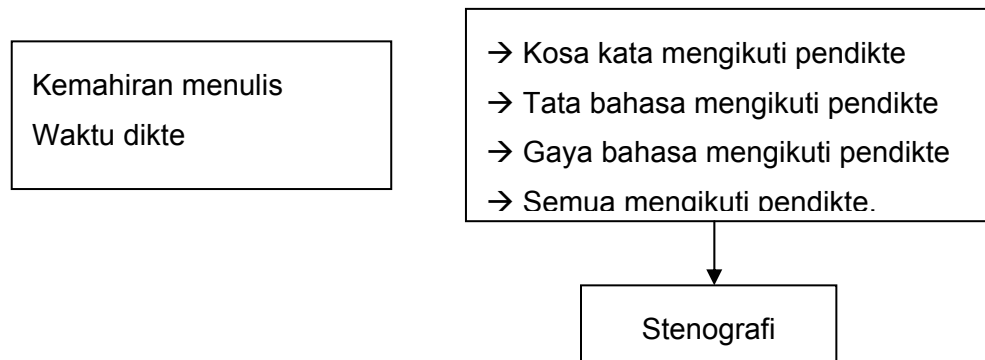 Kemahiran menulis
Waktu dikte
→ Kosa kata mengikuti pendikte
→ Tata bahasa mengikuti pendikte
→ Gaya bahasa mengikuti pendikte
→ Semua mengikuti pendikte.
Stenografi